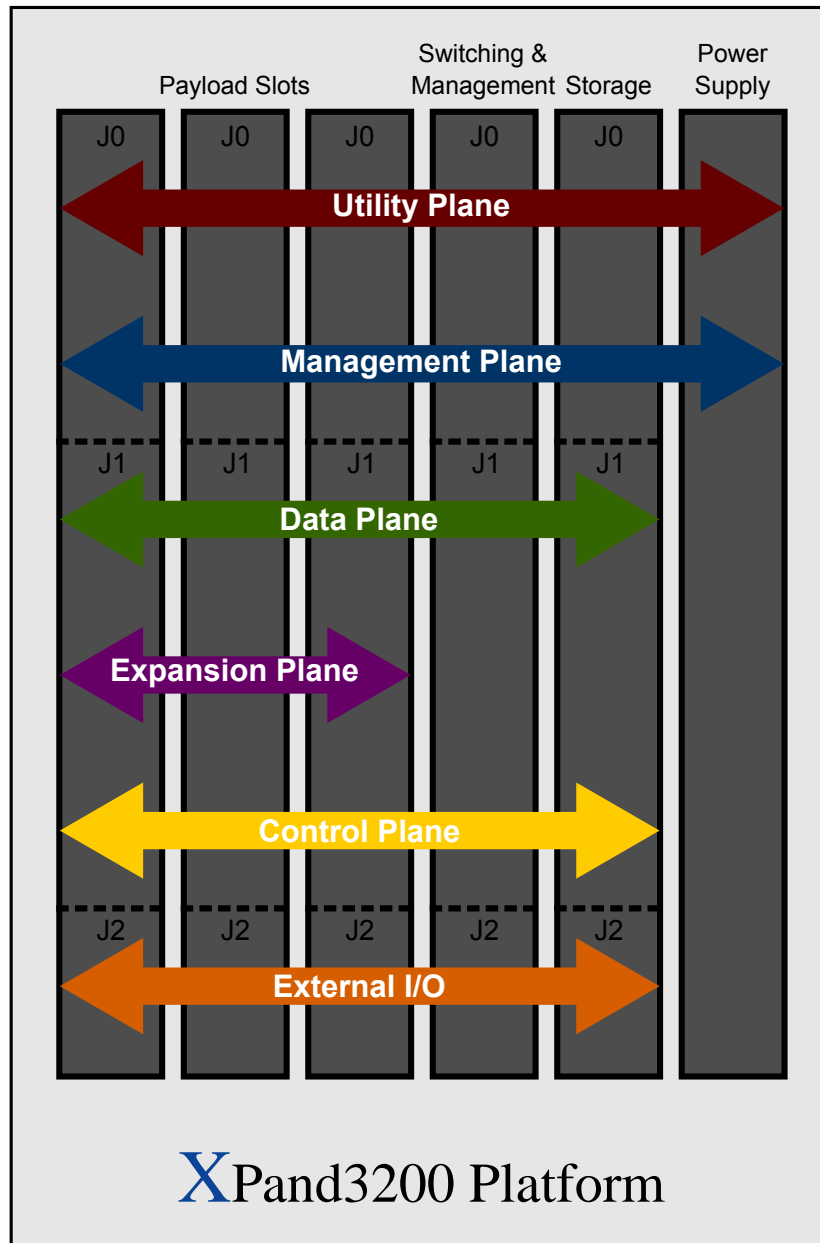 Switching &
Management
Power
Supply
Payload Slots
Storage
J0 J0 J0 J0 J0
Utility Plane
Management Plane
J1 J1 J1 J1 J1
Data Plane
Expansion Plane
Control Plane
J2 J2 J2 J2 J2
External I/O
XPand3200 Platform